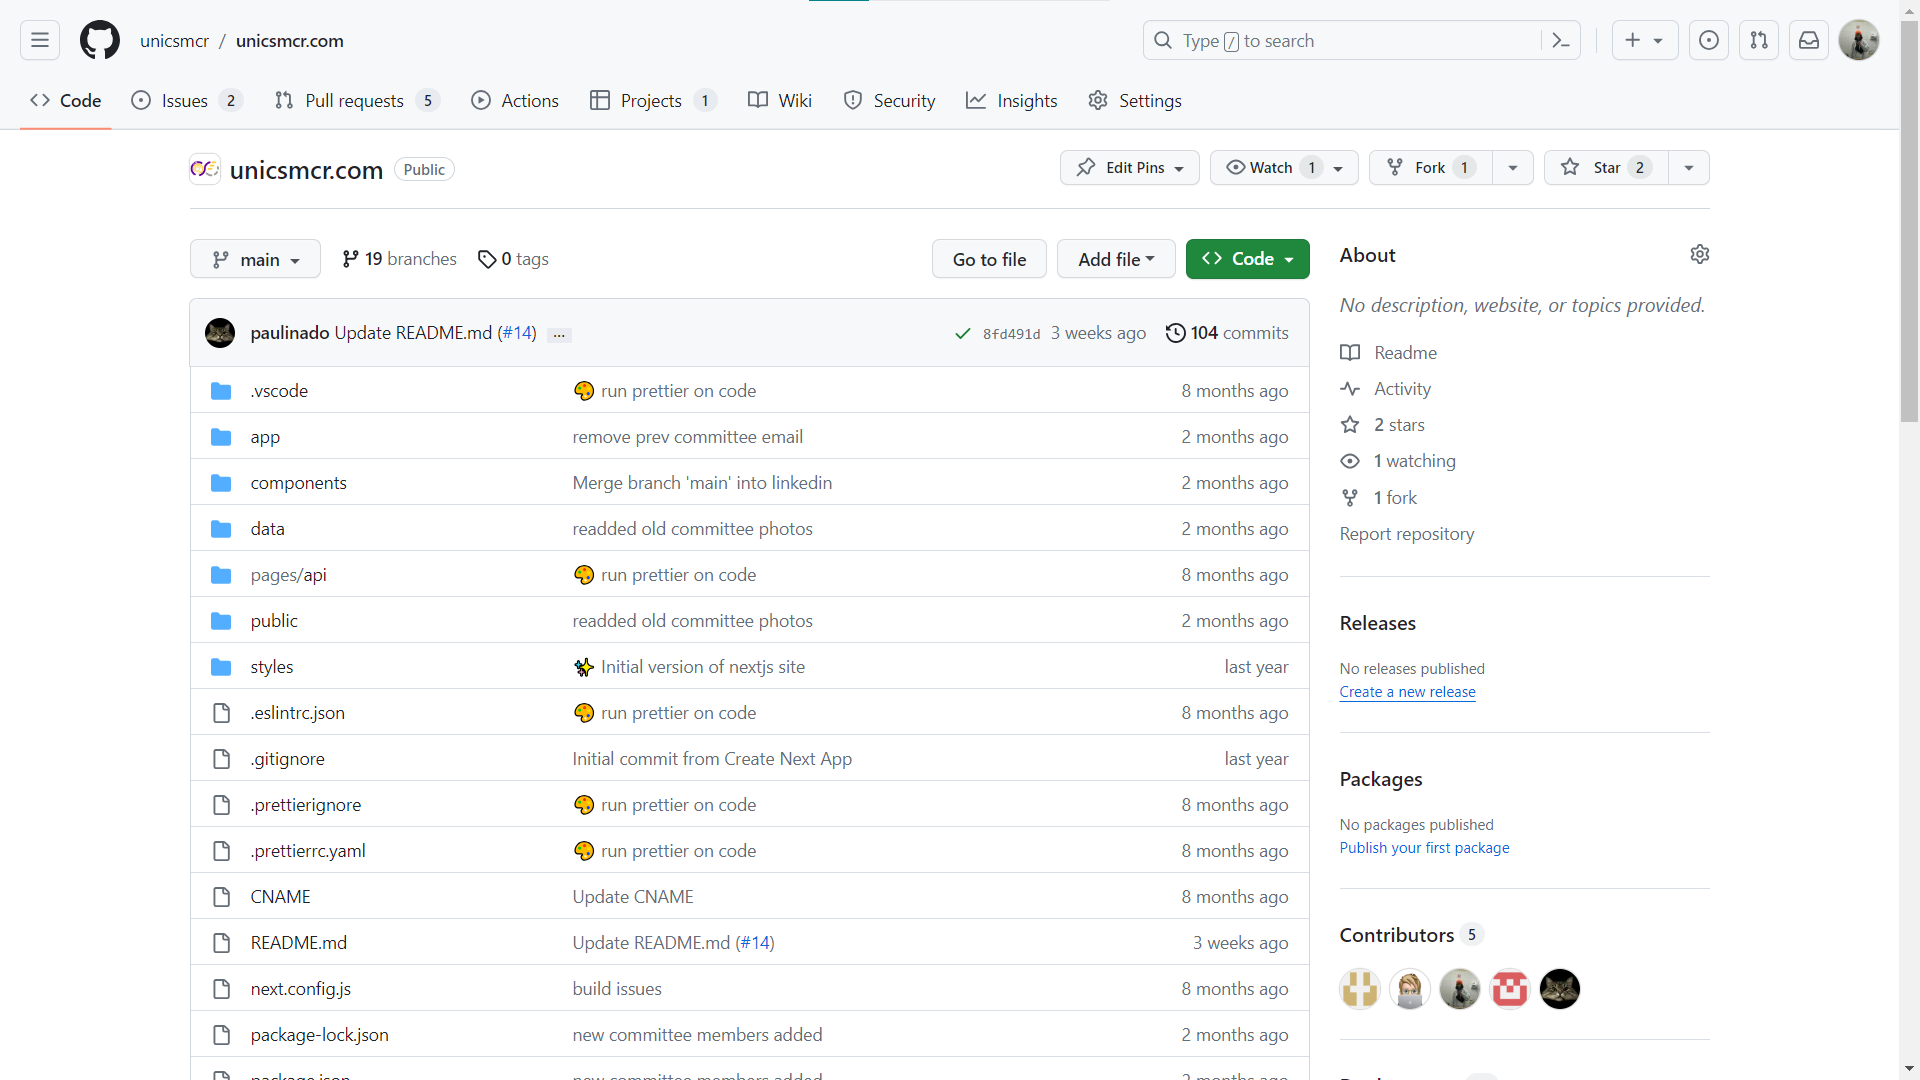 unicsmcr / unicsmcr.com
Type / to search
Code
Issues 2
Pull requests 5
Actions
Projects 1
Wiki
Security
Insights
Settings
unicsmcr.com Public
Edit Pins
Watch 1
Fork 1
Star 2
main
19 branches
0 tags
Go to file
Add file
Code
paulinado Update README.md (#14) ...
8fd491d 3 weeks ago
104 commits
.vscode run prettier on code 8 months ago
app remove prev committee email 2 months ago
components Merge branch 'main' into linkedin 2 months ago
data readded old committee photos 2 months ago
pages/api run prettier on code 8 months ago
public readded old committee photos 2 months ago
styles Initial version of nextjs site last year
.eslintrc.json run prettier on code 8 months ago
.gitignore Initial commit from Create Next App last year
.prettierignore run prettier on code 8 months ago
.prettierrc.yaml run prettier on code 8 months ago
CNAME Update CNAME 8 months ago
README.md Update README.md (#14) 3 weeks ago
next.config.js build issues 8 months ago
package-lock.json new committee members added 2 months ago
package.json new committee members added 2 months ago
About
No description, website, or topics provided.
Readme
Activity
2 stars
1 watching
1 fork
Report repository
Releases
No releases published
Create a new release
Packages
No packages published
Publish your first package
Contributors 5